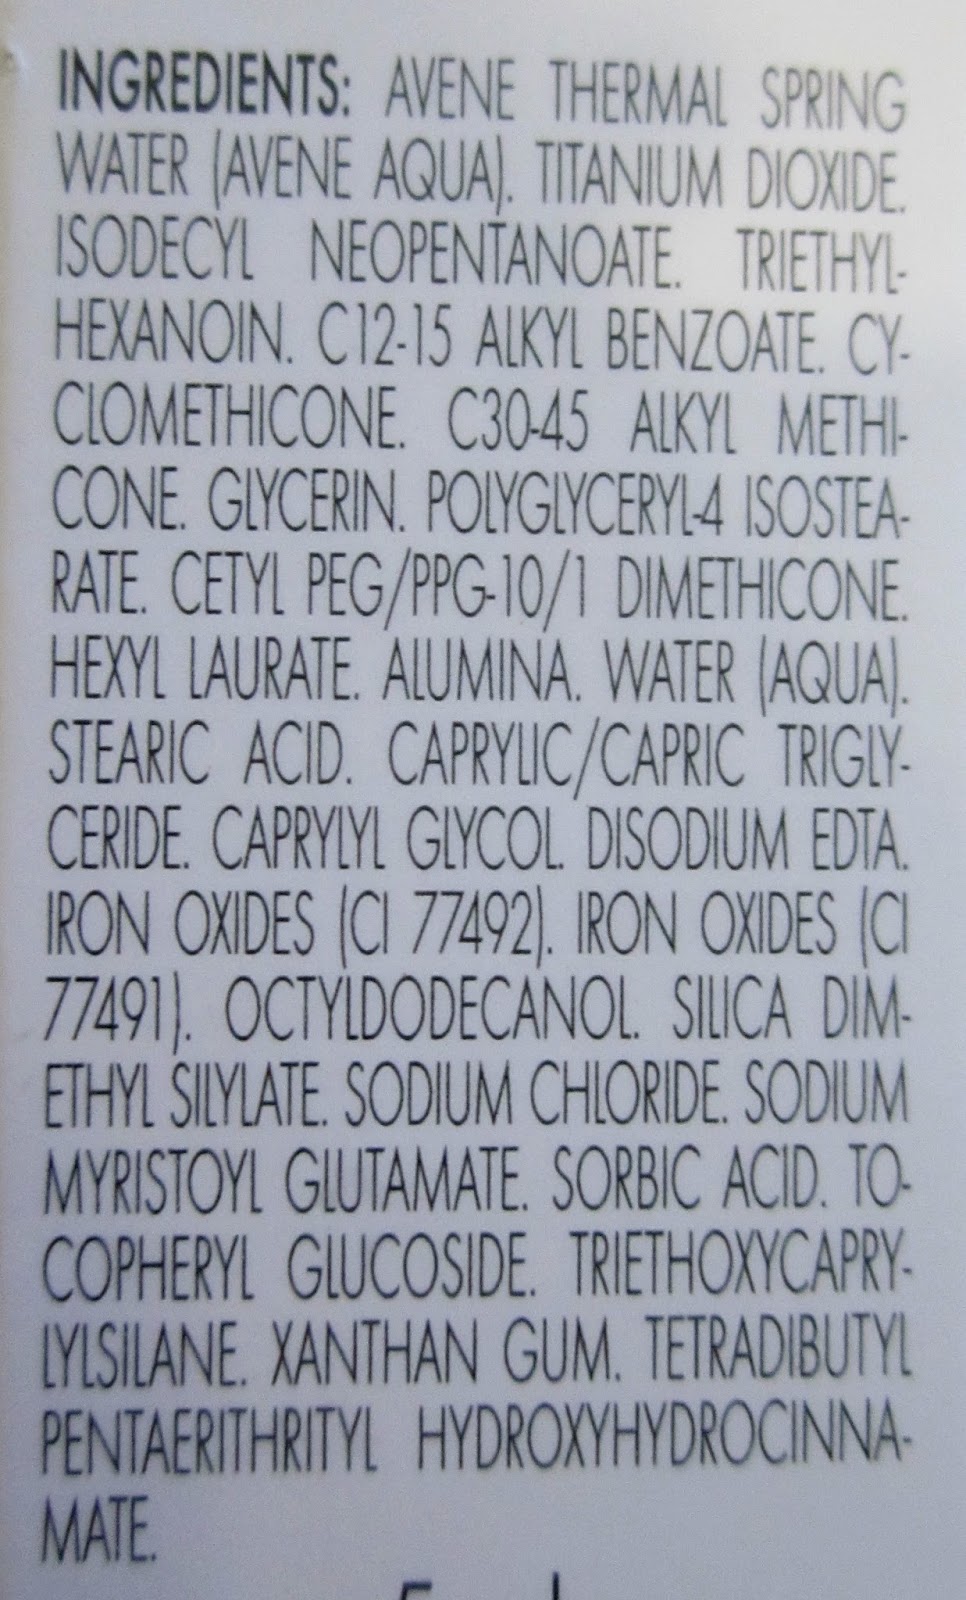 INGREDIENTS: AVENE THERMAL SPRING
WATER (AVENE AQUA). TITANIUM DIOXIDE.
ISODECYL NEOPENTANOATE. TRIETHYL-
HEXANOIN. C12-15 ALKYL BENZOATE. CY-
CLOMETHICONE. C30-45 ALKYL METHI-
CONE. GLYCERIN. POLYGLYCERYL-4 ISOSTEA-
RATE. CETYL PEG/PPG-10/1 DIMETHICONE.
HEXYL LAURATE. ALUMINA. WATER (AQUA).
STEARIC ACID. CAPRYLIC/CAPRIC TRIGLY-
CERIDE. CAPRYLYL GLYCOL. DISODIUM EDTA.
IRON OXIDES (CI 77492). IRON OXIDES (CI
77491). OCTYLDODECANOL. SILICA DIM-
ETHYL SILYLATE. SODIUM CHLORIDE. SODIUM
MYRISTOYL GLUTAMATE. SORBIC ACID. TO-
COPHERYL GLUCOSIDE. TRIETHOXYCAPRY-
LYLSILANE. XANTHAN GUM. TETRADIBUTYL
PENTAERITHRITYL HYDROXYHYDROCINNA-
MATE.